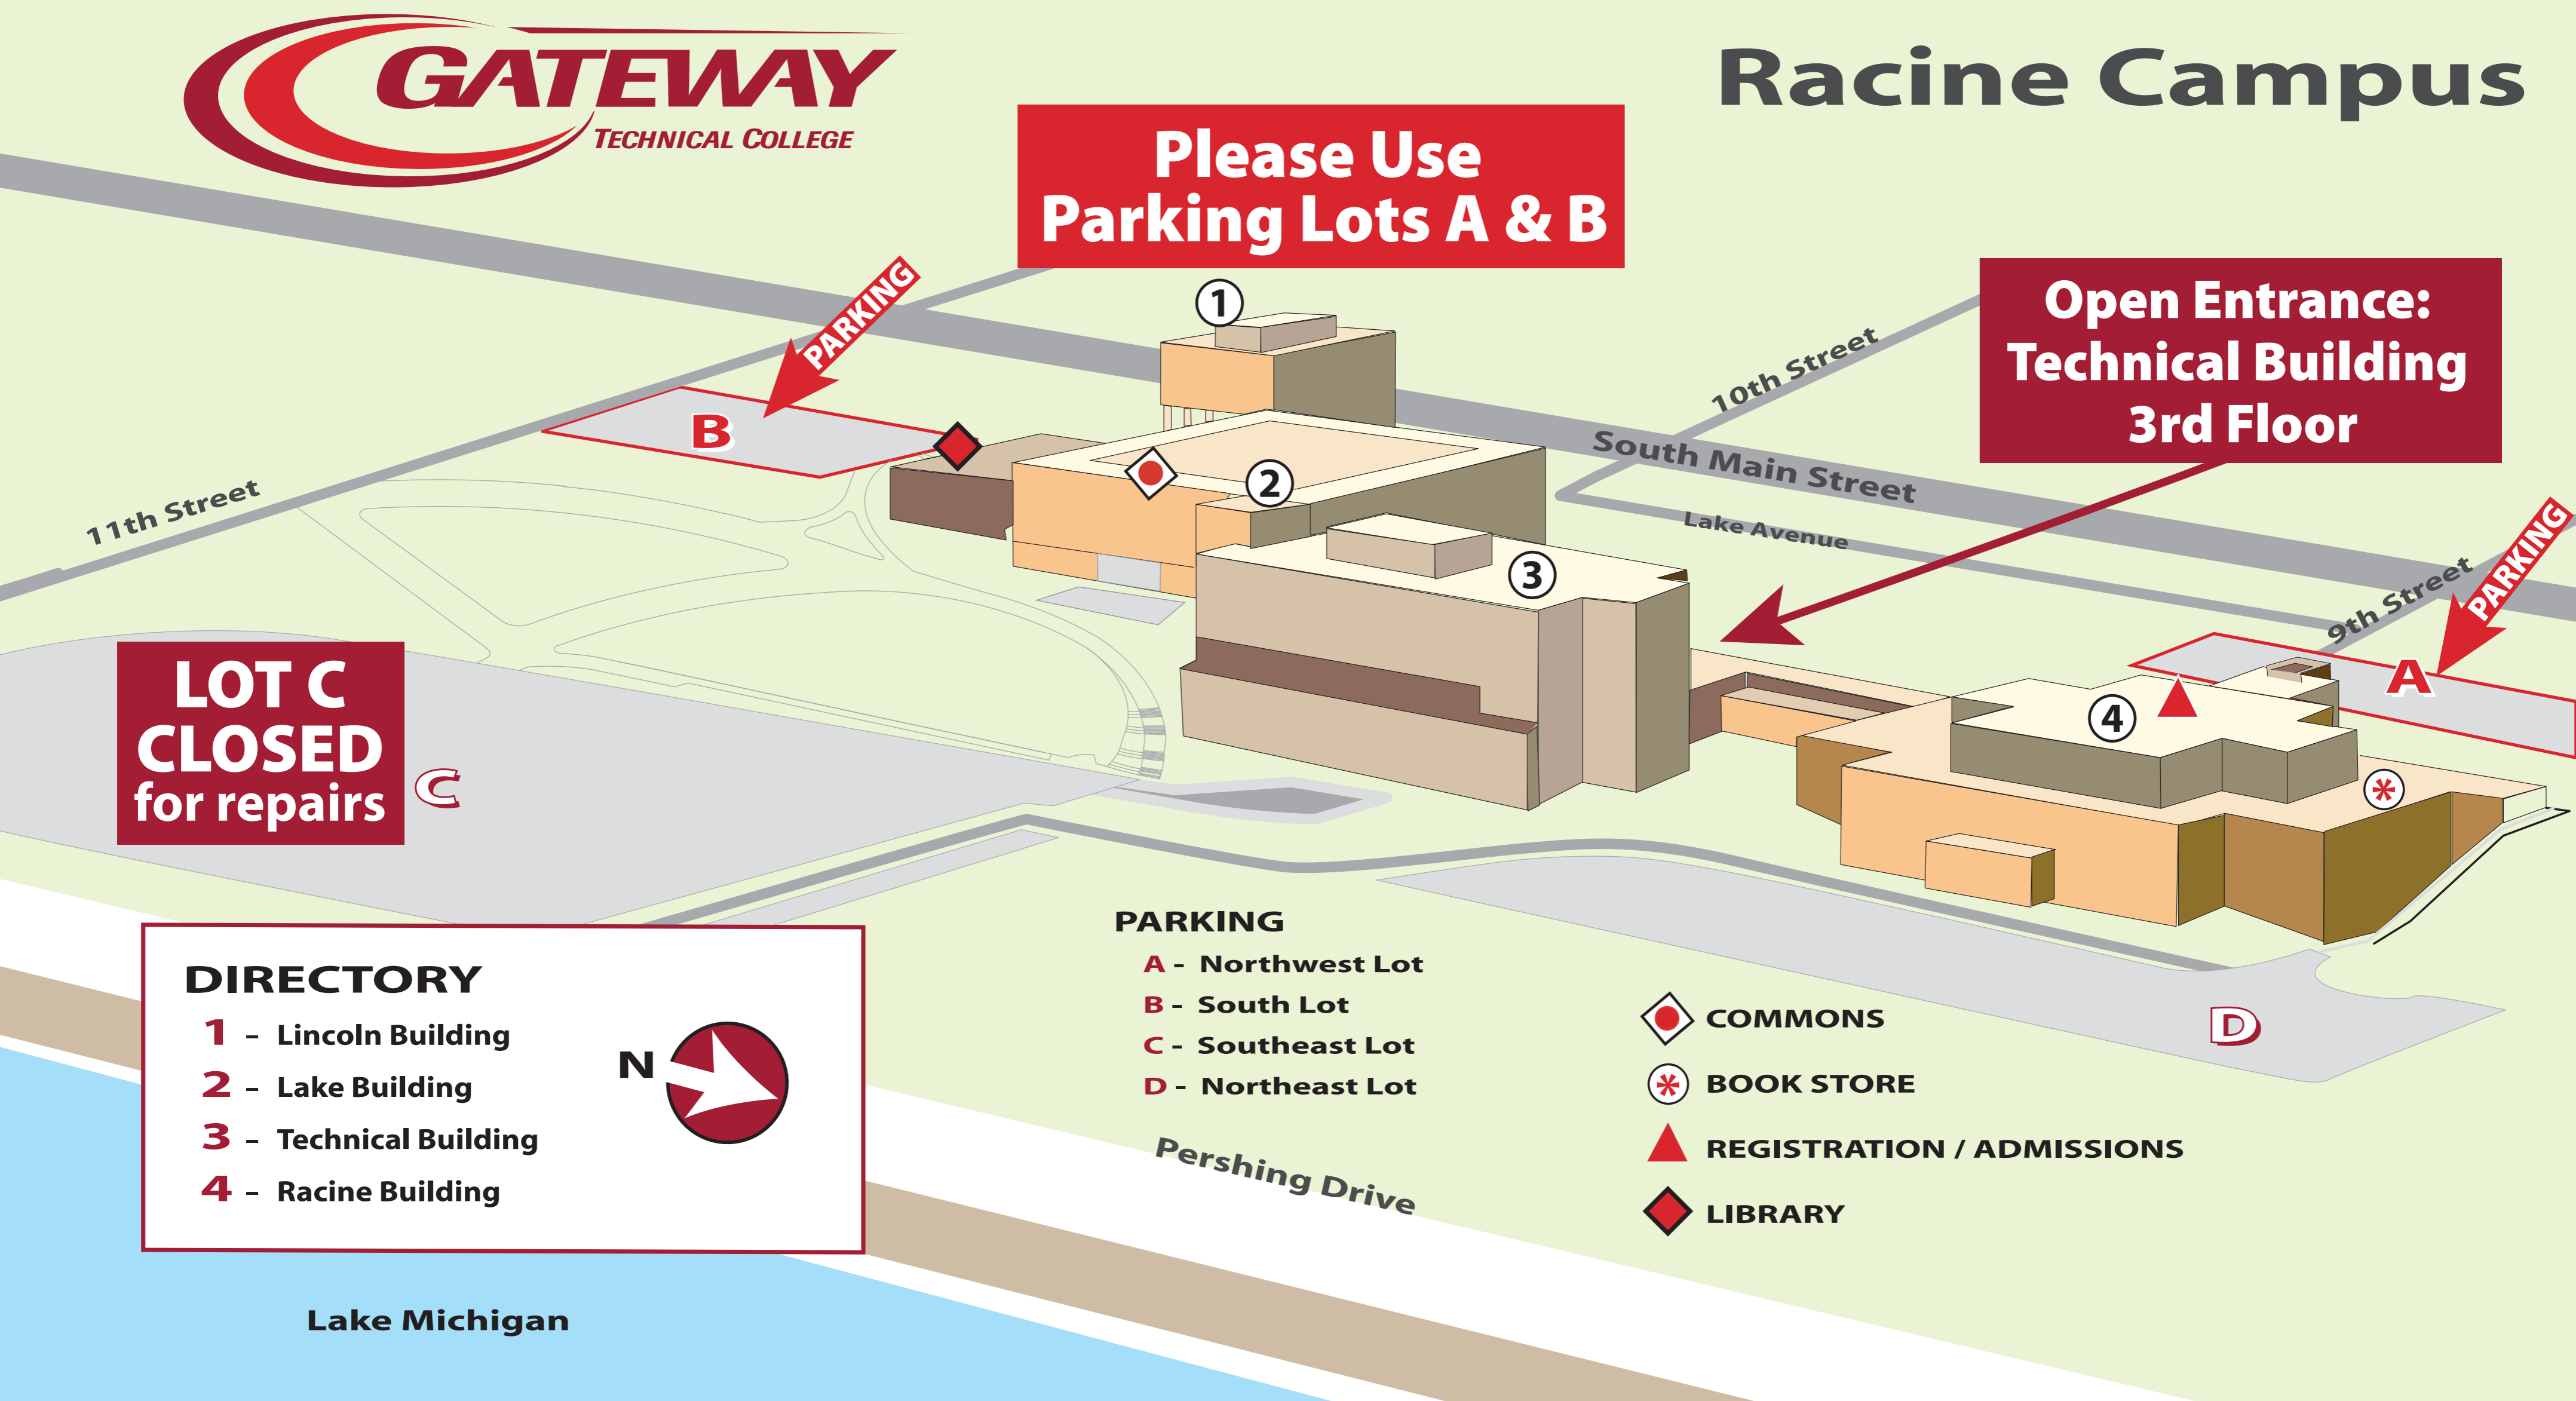 GATEWAY
TECHNICAL COLLEGE
Racine Campus
Please Use
Parking Lots A & B
PARKING
1
Open Entrance:
Technical Building
3rd Floor
10th Street
B
South Main Street
2
11th Street
Lake Avenue
3
PARKING
9th Street
LOT C
CLOSED
for repairs
C
A
4
*
DIRECTORY
1 – Lincoln Building
2 – Lake Building
3 – Technical Building
4 – Racine Building
N
PARKING
A - Northwest Lot
B - South Lot
C - Southeast Lot
D - Northeast Lot
D
COMMONS
* BOOK STORE
REGISTRATION / ADMISSIONS
LIBRARY
Pershing Drive
Lake Michigan